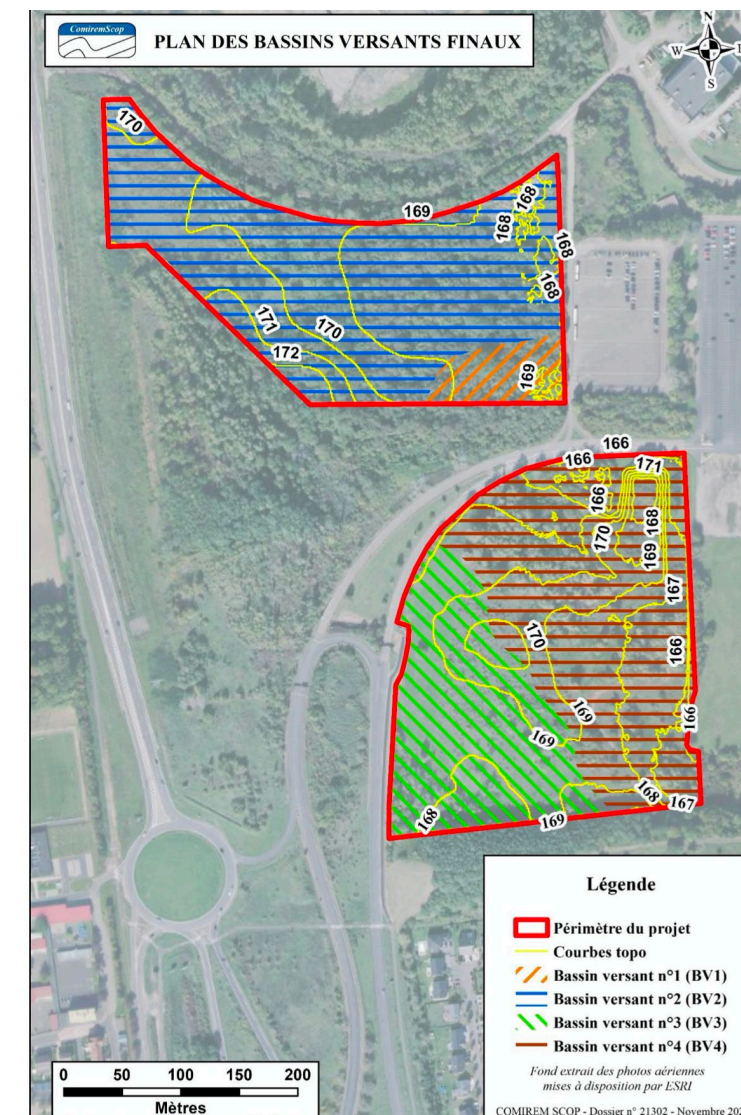 ComiremScop
PLAN DES BASSINS VERSANTS FINAUX
N
W E
S
170
169
168
168
168
168
171
170
172
169
166
166
171
166
170
168
169
167
170
166
169
166
169
168
168
167
169
Légende
Périmètre du projet
Courbes topo
Bassin versant n°1 (BV1)
Bassin versant n°2 (BV2)
Bassin versant n°3 (BV3)
Bassin versant n°4 (BV4)
Fond extrait des photos aériennes
mises à disposition par ESRI
COMIREM SCOP - Dossier n° 21302 - Novembre
0 50 100 150 200
Mètres